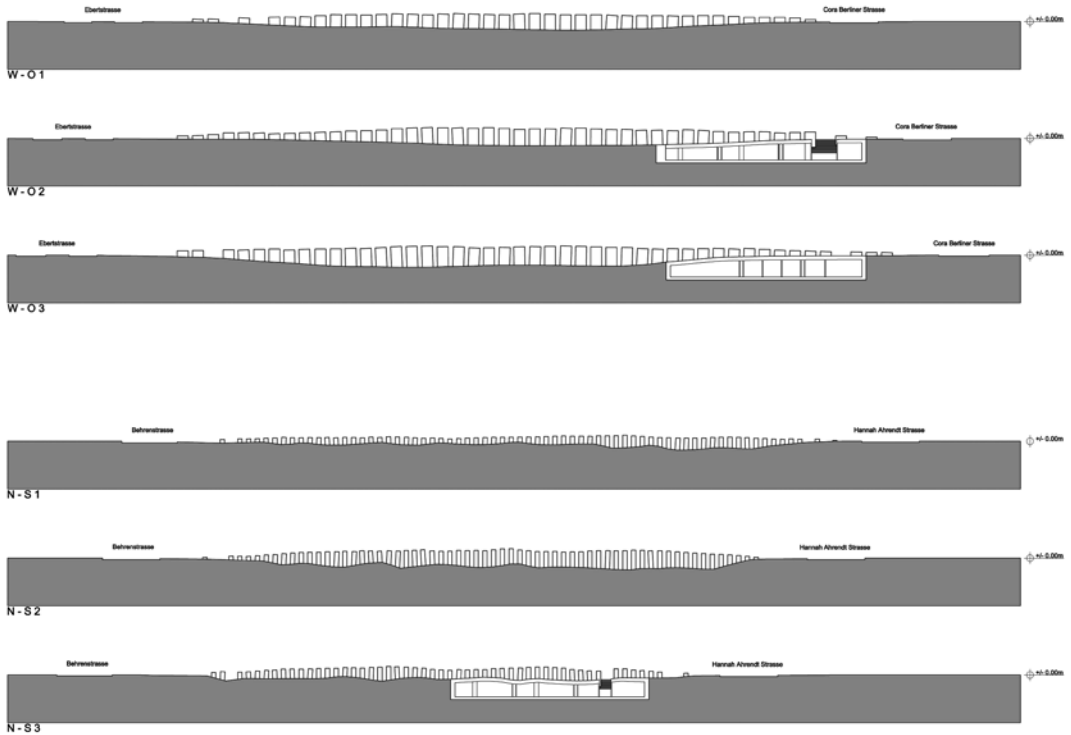 Ebertstrasse Cora Berliner Strasse +/- 0.00m
W - O 1
Ebertstrasse Cora Berliner Strasse +/- 0.00m
W - O 2
Ebertstrasse Cora Berliner Strasse +/- 0.00m
W - O 3
Behrenstrasse Hannah Ahrendt Strasse +/- 0.00m
N - S 1
Behrenstrasse Hannah Ahrendt Strasse +/- 0.00m
N - S 2
Behrenstrasse Hannah Ahrendt Strasse +/- 0.00m
N - S 3